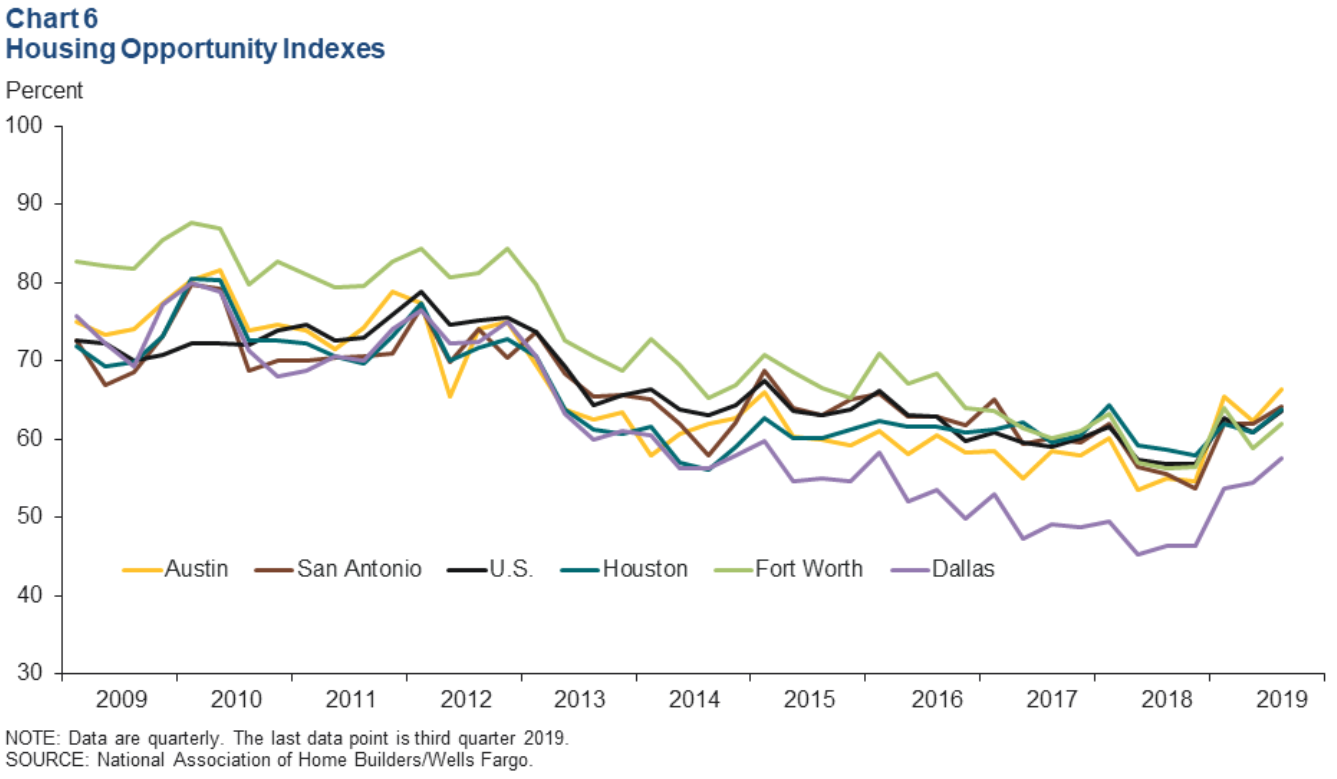 Chart 6
Housing Opportunity Indexes
Percent
100
90
80
70
60
50
40
30
Austin San Antonio U.S. Houston Fort Worth Dallas
2009 2010 2011 2012 2013 2014 2015 2016 2017 2018 2019
NOTE: Data are quarterly. The last data point is third quarter 2019.
SOURCE: National Association of Home Builders/Wells Fargo.